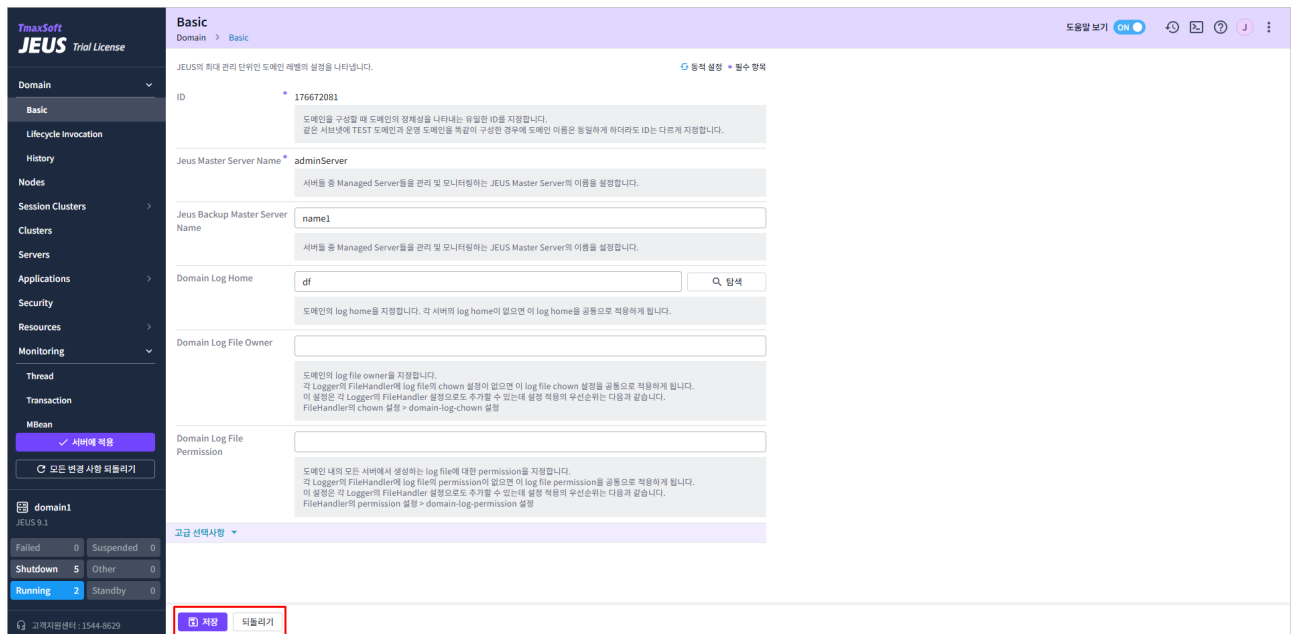 TmaxSoft
JEUS Trial License
Domain
Basic
Lifecycle Invocation
History
Nodes
Session Clusters
Clusters
Servers
Applications
Security
Resources
Monitoring
Thread
Transaction
MBean
서버에 적용
모든 변경 사항 되돌리기
domain1
JEUS 9.1
Failed 0 Suspended 0
Shutdown 5 Other 0
Running 2 Standby 0
고객지원센터 : 1544-8629
Basic
Domain > Basic
도움말 보기 ON
J
JEUS의 최대 관리 단위인 도메인 레벨의 설정을 나타냅니다.
동적 설정 * 필수 항목
ID * 176672081
도메인을 구성할 때 도메인의 정체성을 나타내는 유일한 ID를 지정합니다.
같은 서브넷에 TEST 도메인과 운영 도메인을 똑같이 구성한 경우에 도메인 이름은 동일하게 하더라도 ID는 다르게 지정합니다.
Jeus Master Server Name * adminServer
서버들 중 Managed Server들을 관리 및 모니터링하는 JEUS Master Server의 이름을 설정합니다.
Jeus Backup Master Server
Name
name1
서버들 중 Managed Server들을 관리 및 모니터링하는 JEUS Master Server의 이름을 설정합니다.
Domain Log Home
df
탐색
도메인의 log home을 지정합니다. 각 서버의 log home이 없으면 이 log home을 공통으로 적용하게 됩니다.
Domain Log File Owner
도메인의 log file owner을 지정합니다.
각 Logger의 FileHandler에 log file의 chown 설정이 없으면 이 log file chown 설정을 공통으로 적용하게 됩니다.
이 설정은 각 Logger의 FileHandler 설정으로도 추가할 수 있는데 설정 적용의 우선순위는 다음과 같습니다.
FileHandler의 chown 설정 > domain-log-chown 설정
Domain Log File
Permission
도메인 내의 모든 서버에서 생성하는 log file에 대한 permission을 지정합니다.
각 Logger의 FileHandler에 log file의 permission이 없으면 이 log file permission을 공통으로 적용하게 됩니다.
이 설정은 각 Logger의 FileHandler 설정으로도 추가할 수 있는데 설정 적용의 우선순위는 다음과 같습니다.
FileHandler의 permission 설정 > domain-log-permission 설정
고급 선택사항
저장
되돌리기